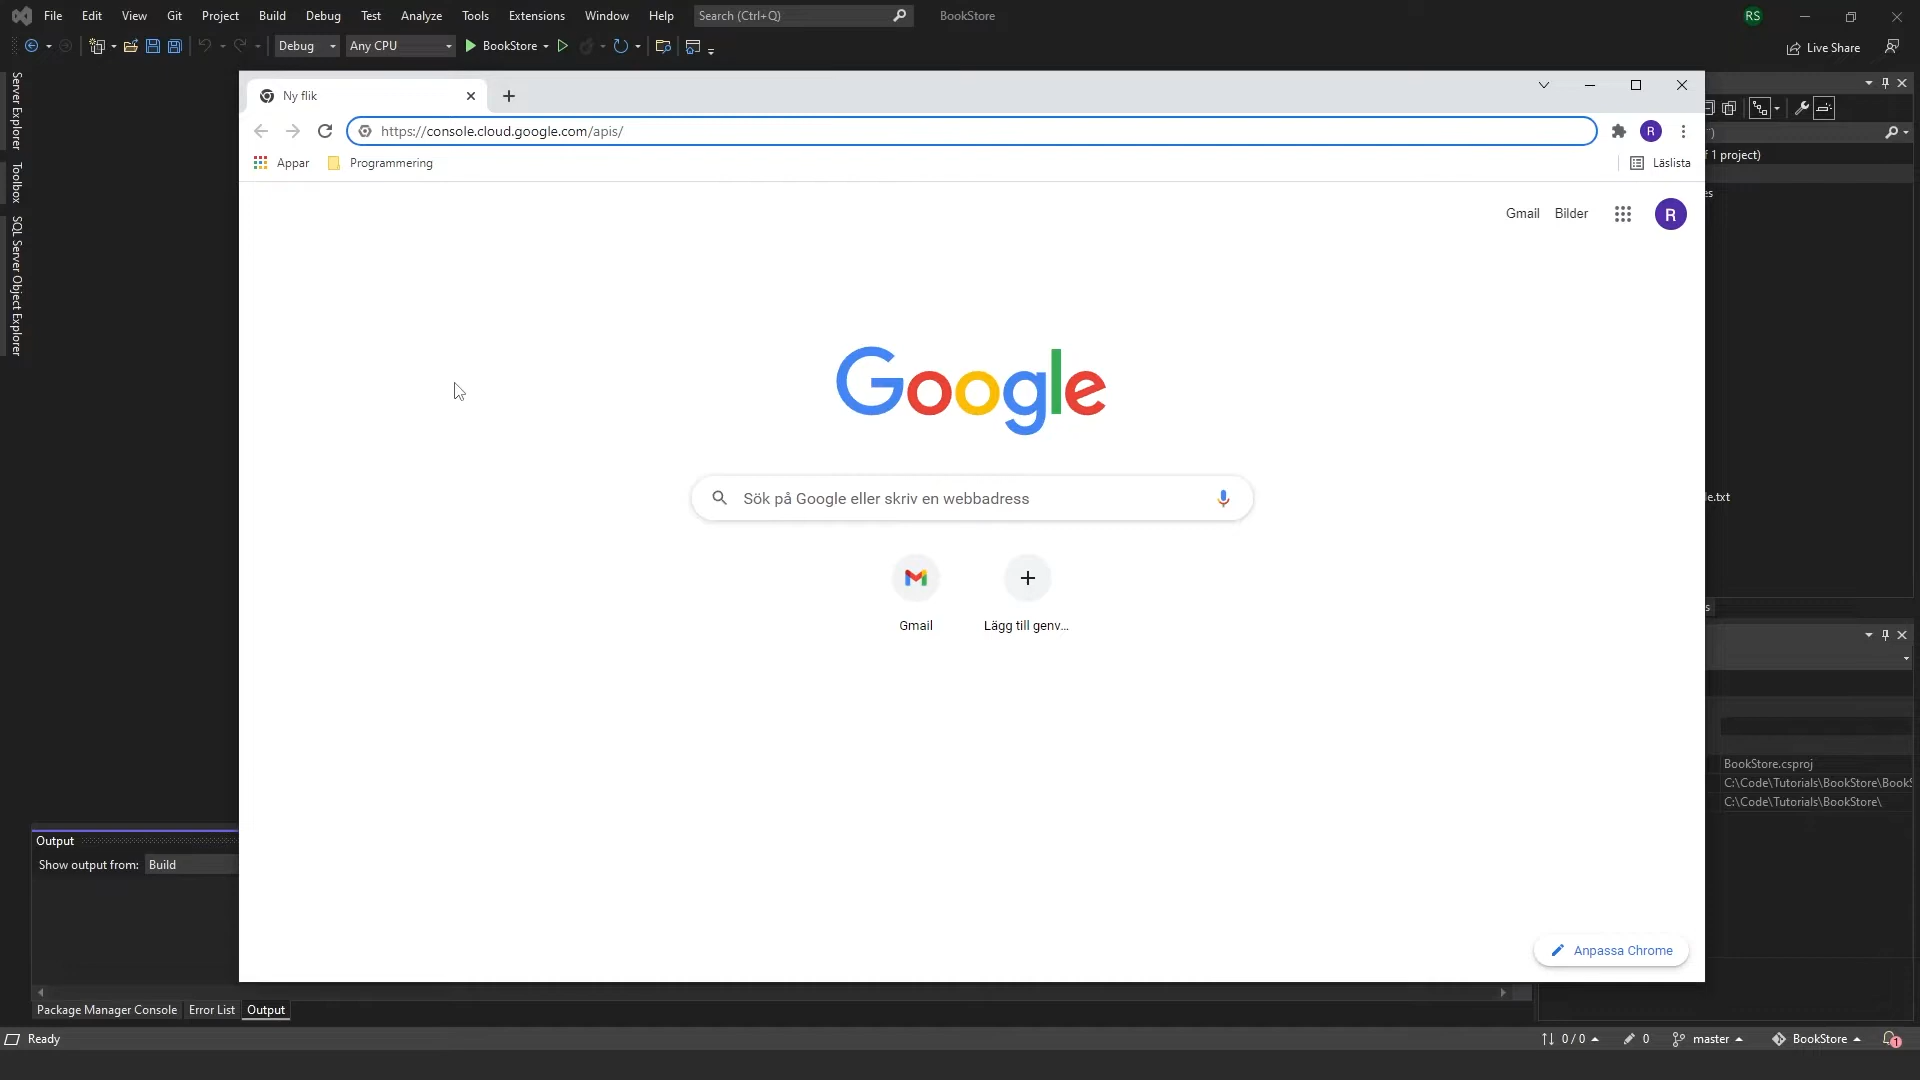 File Edit View Git Project Build Debug Test Analyze Tools Extensions Window Help Search (Ctrl+Q) BookStore RS
Debug Any CPU BookStore Live Share
Server Explorer
Toolbox
SQL Server Object Explorer
Ny flik
https://console.cloud.google.com/apis/ R
Appar Programmering Läslista
Gmail Bilder R
Google
Sök på Google eller skriv en webbadress
Gmail Lägg till genv...
Anpassa Chrome
1 project)
le.txt
BookStore.csproj
C:\Code\Tutorials\BookStore\BookS
C:\Code\Tutorials\BookStore\
Output
Show output from: Build
Package Manager Console Error List Output
Ready 0 / 0 0 master BookStore 1